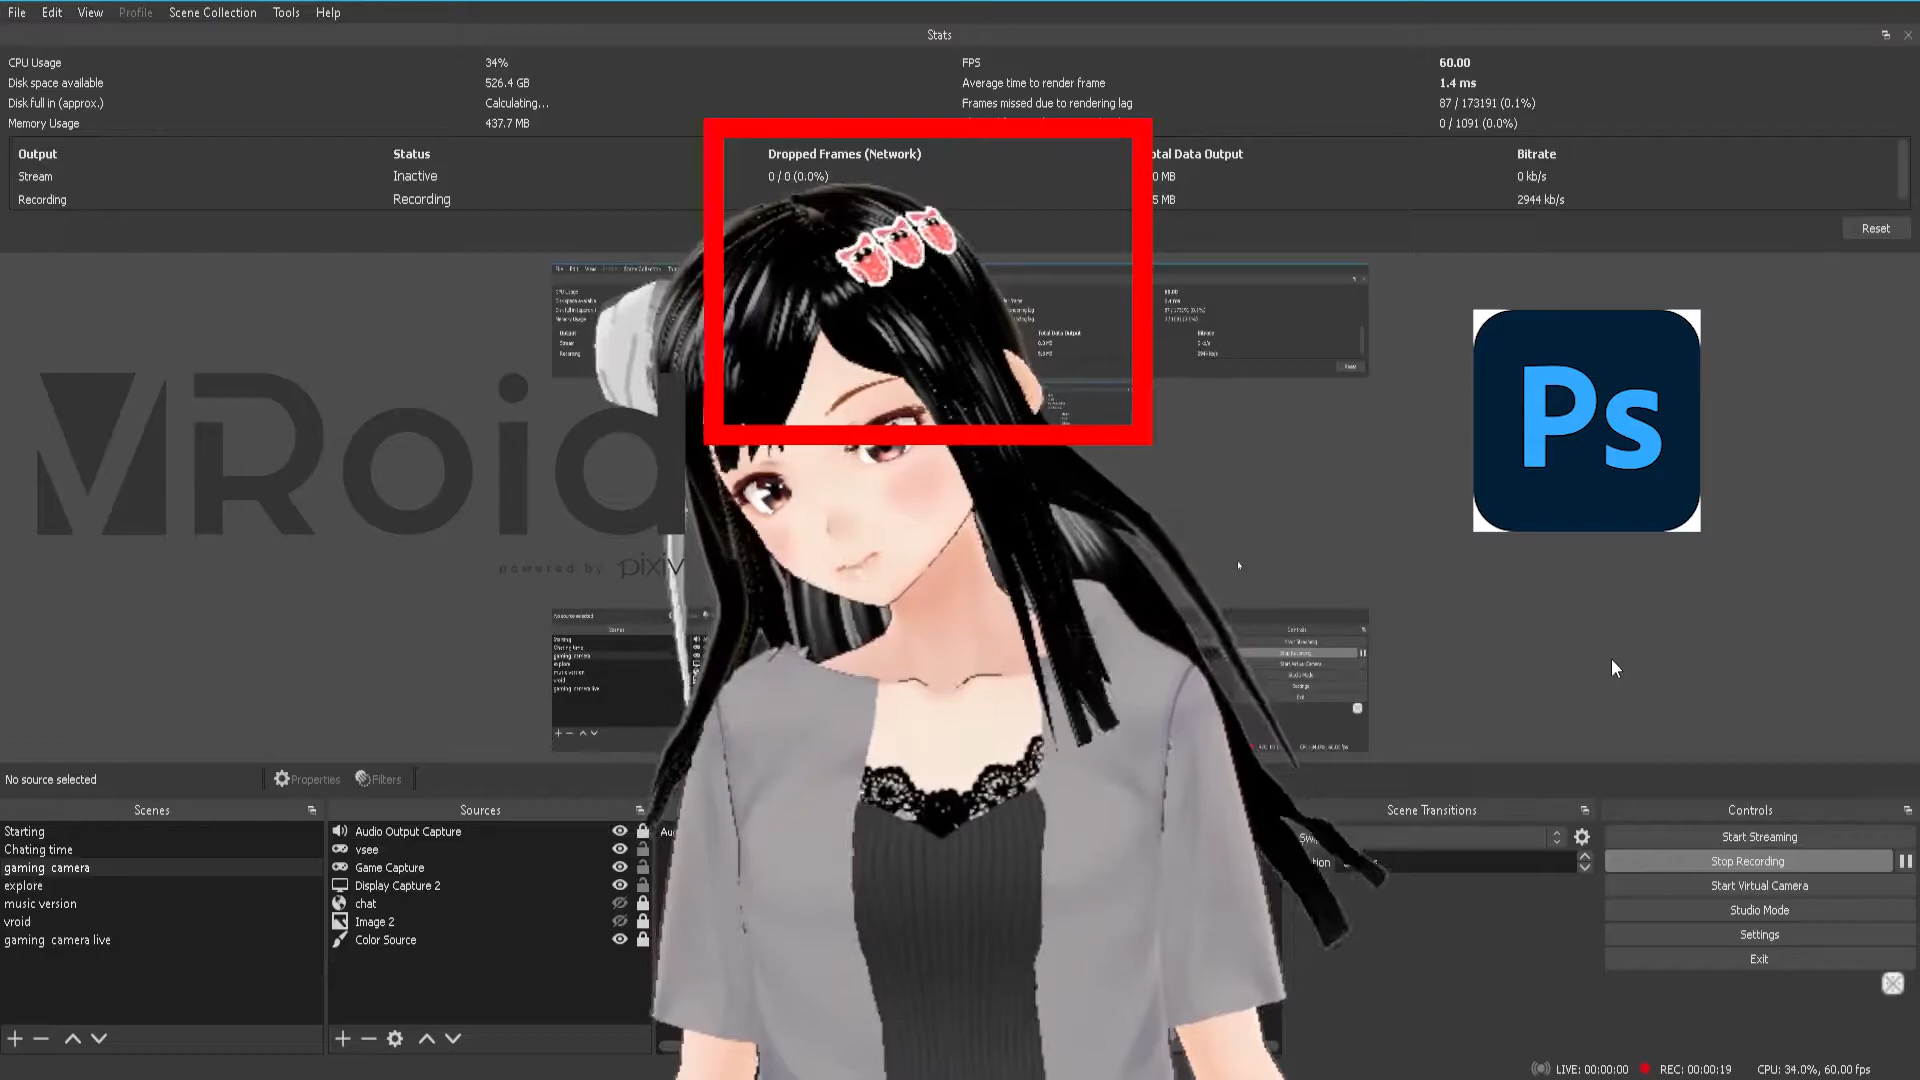 File Edit View Profile Scene Collection Tools Help
Stats
CPU Usage 34% FPS 60.00
Disk space available 526.4 GB Average time to render frame 1.4 ms
Disk full in (approx.) Calculating... Frames missed due to rendering lag 87 / 173191 (0.1%)
Memory Usage 437.7 MB 0 / 1091 (0.0%)
Output Status Dropped Frames (Network) otal Data Output Bitrate
Stream Inactive 0 / 0 (0.0%) 0 MB 0 kb/s
Recording Recording 5 MB 2944 kb/s
Reset
VRoid
powered by pixiv
Ps
No source selected Properties Filters
Scenes Sources Scene Transitions Controls
Starting
Chating time
gaming camera
explore
music version
vroid
gaming camera live
Audio Output Capture
vsee
Game Capture
Display Capture 2
chat
Image 2
Color Source
Start Streaming
Stop Recording
Start Virtual Camera
Studio Mode
Settings
Exit
LIVE: 00:00:00 REC: 00:00:19 CPU: 34.0%, 60.00 fps